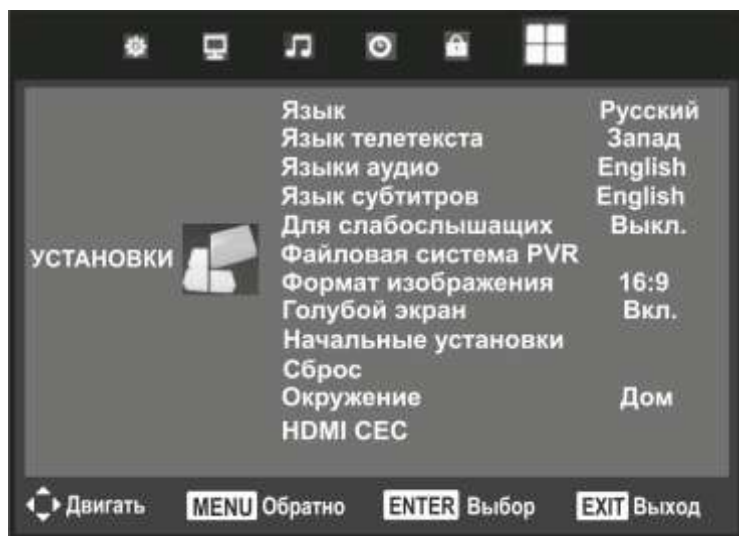 Язык Русский
Язык телетекста Запад
Языки аудио English
Язык субтитров English
Для слабослышащих Выкл.
УСТАНОВКИ Файловая система PVR
Формат изображения 16:9
Голубой экран Вкл.
Начальные установки
Сброс
Окружение Дом
HDMI CEC
Двигать MENU Обратно ENTER Выбор EXIT Выход